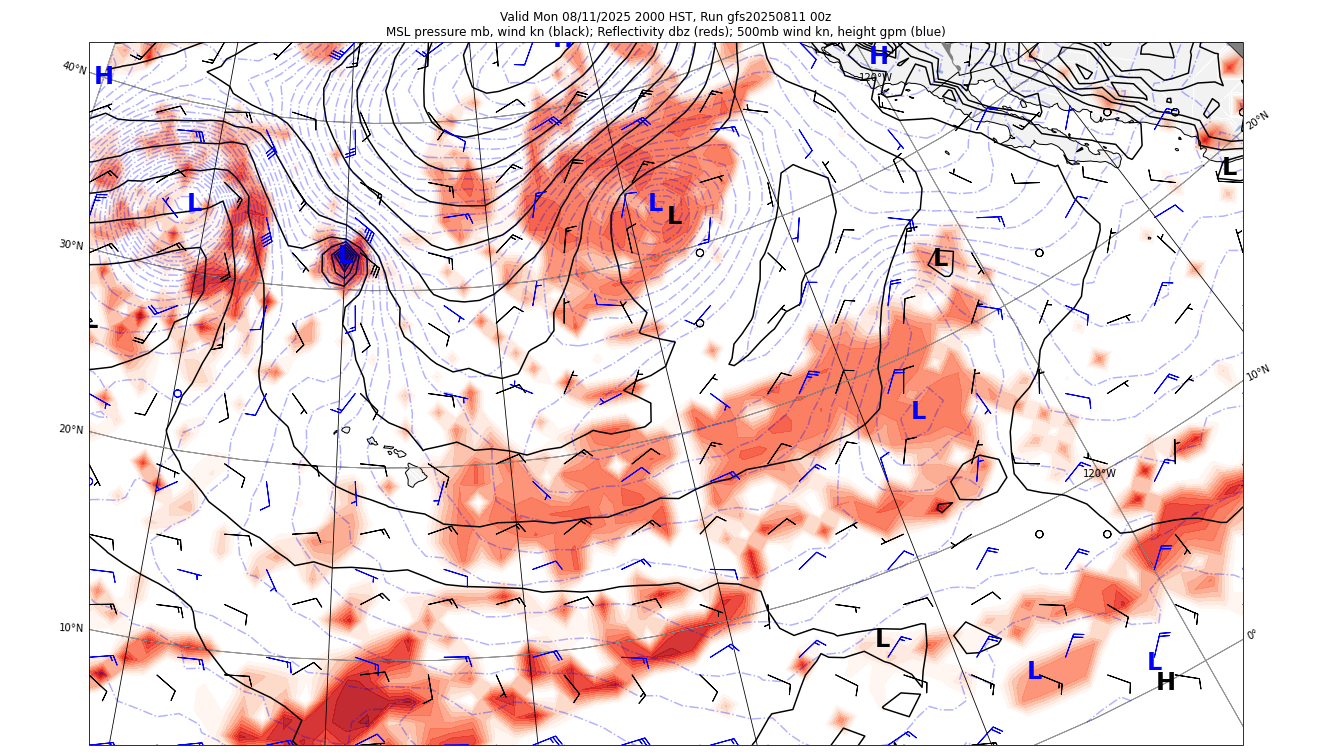 Valid Mon 08/11/2025 2000 HST, Run gfs20250811 00z
MSL pressure mb, wind kn (black); Reflectivity dbz (reds); 500mb wind kn, height gpm (blue)
H
H
40°N
H
120°W
20°N
L
L
L
L
30°N
L
L
L
10°N
L
20°N
120°W
10°N
0°
L
L
L
H